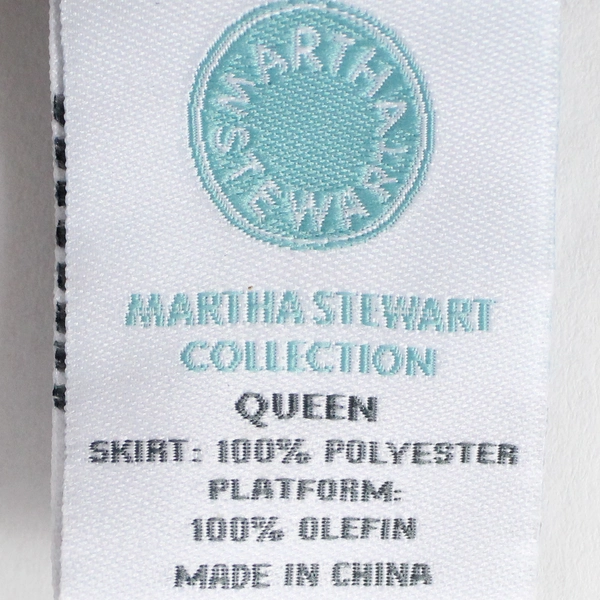 MARTHA
STEWART
MARTHA STEWART
COLLECTION
QUEEN
SKIRT: 100% POLYESTER
PLATFORM:
100% OLEFIN
MADE IN CHINA